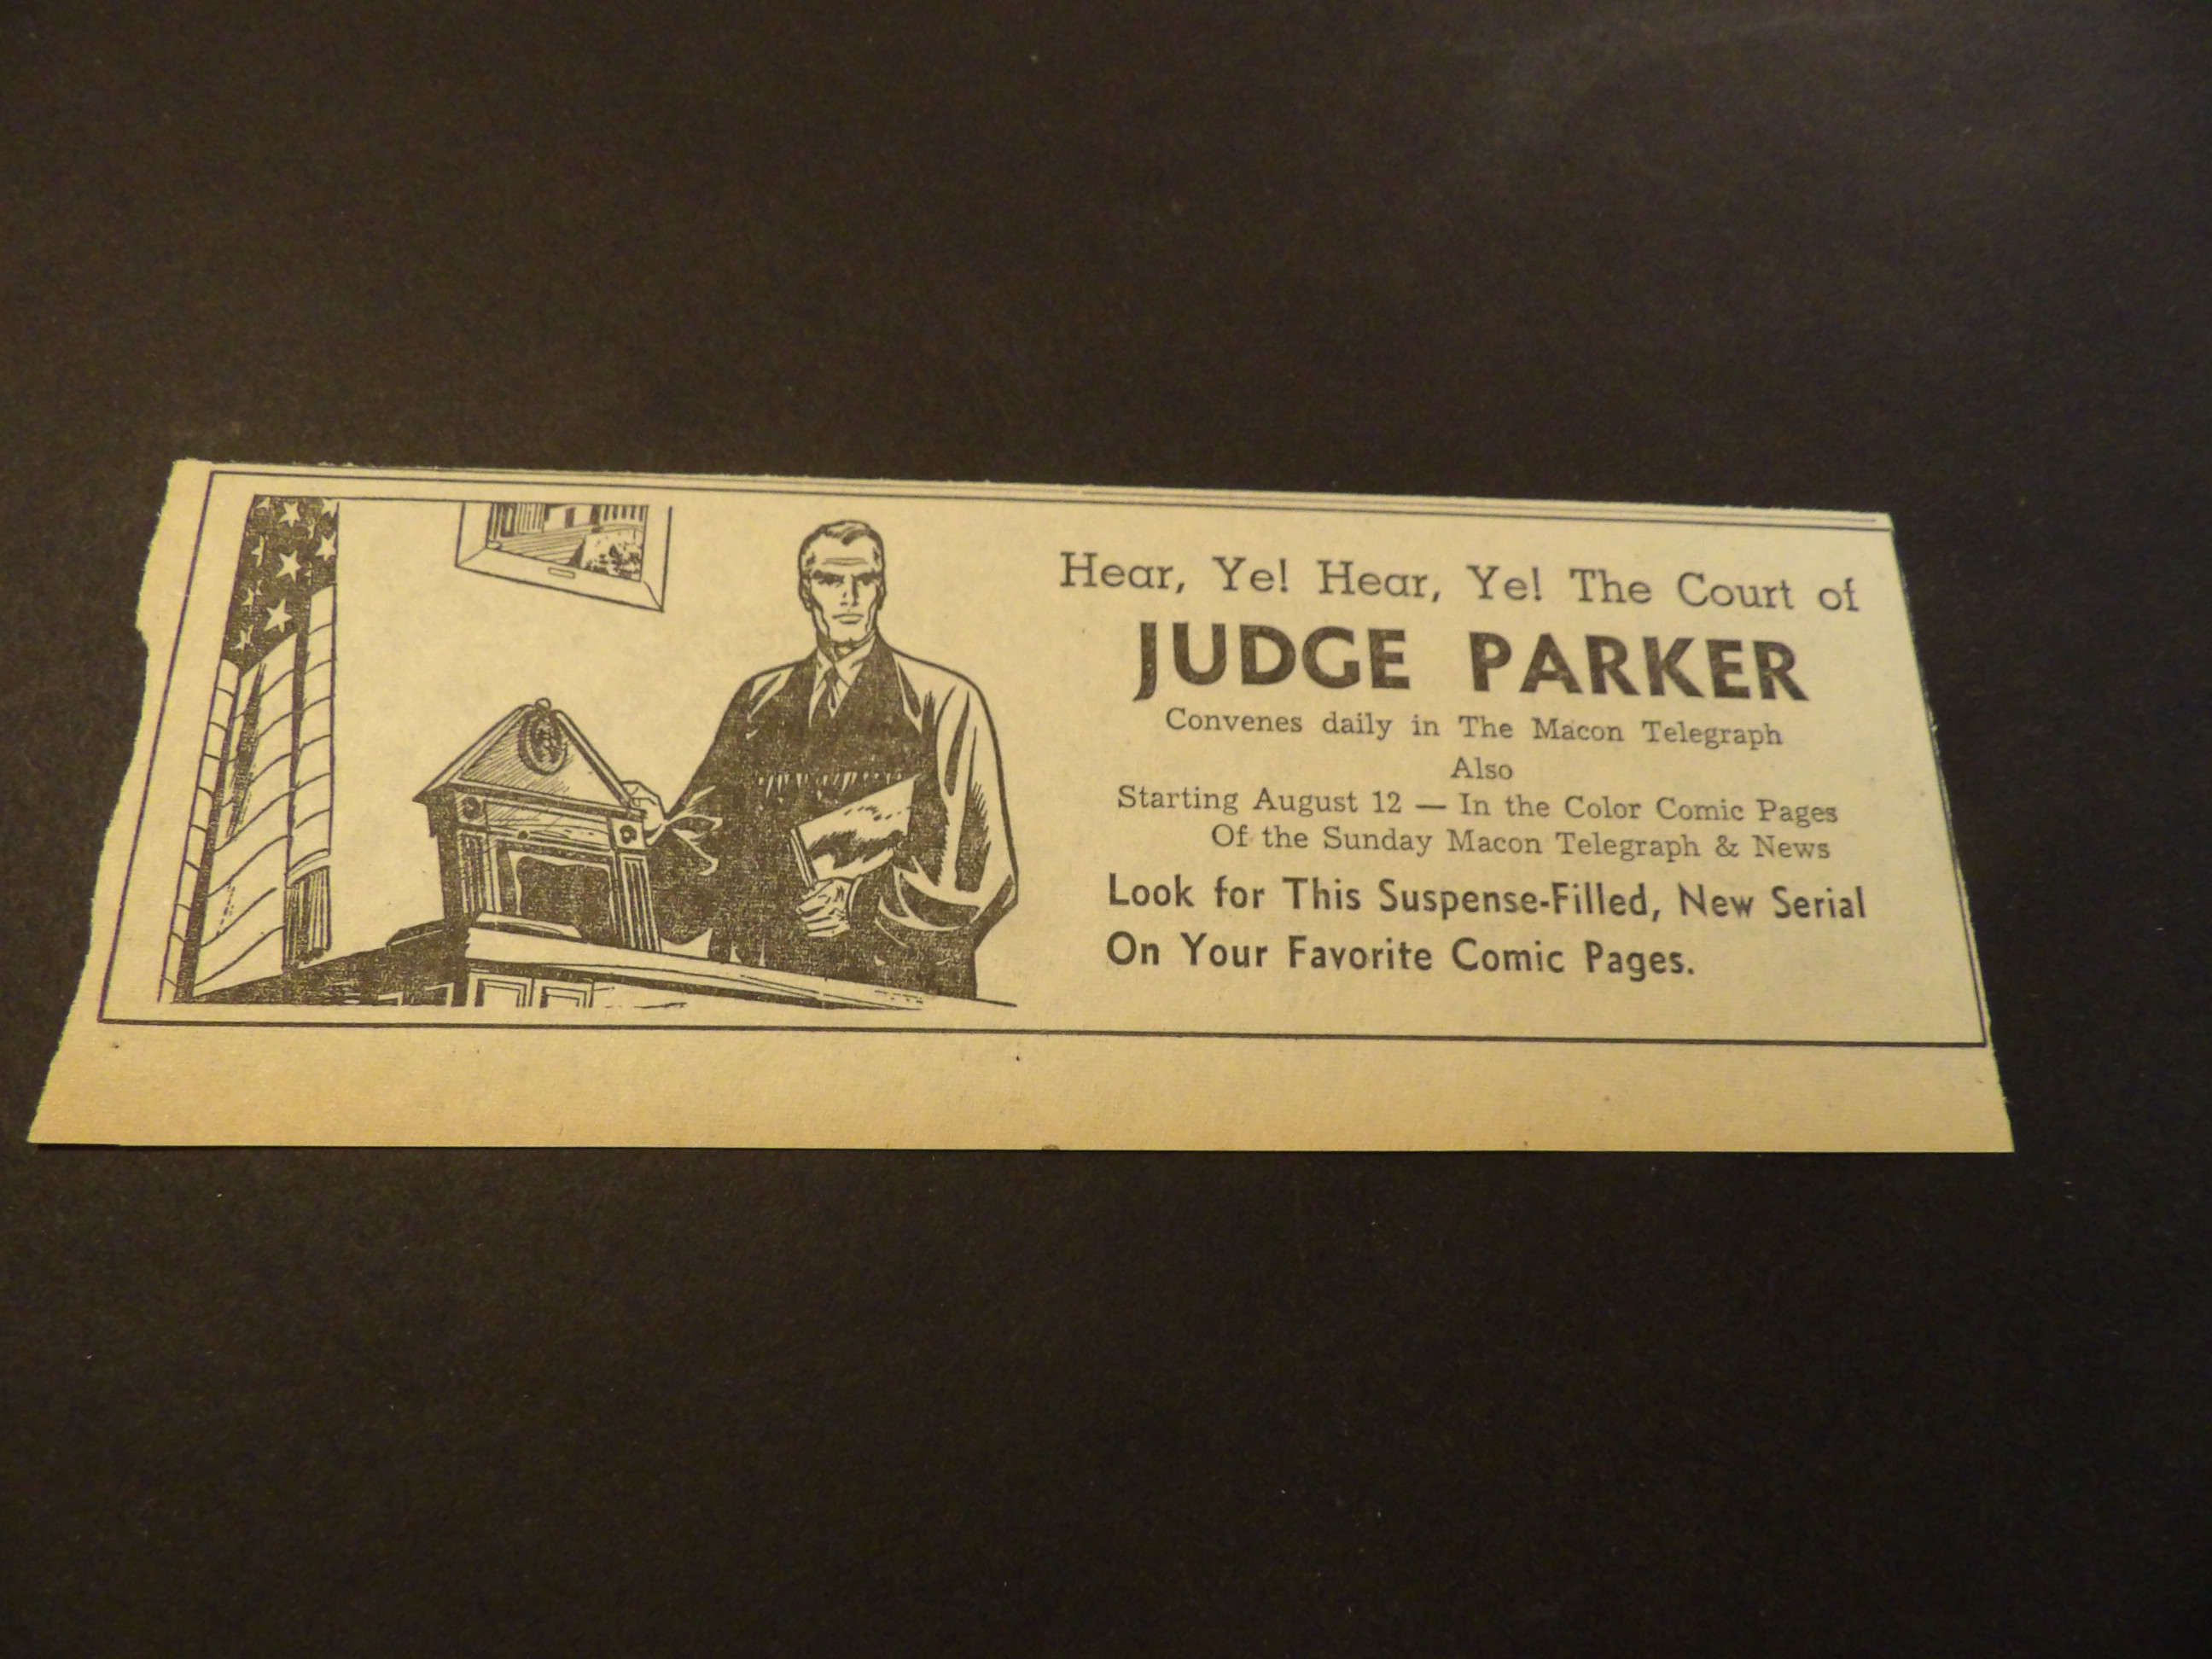 Hear, Ye! Hear, Ye! The Court of
JUDGE PARKER
Convenes daily in The Macon Telegraph
Also
Starting August 12 — In the Color Comic Pages
Of the Sunday Macon Telegraph & News
Look for This Suspense-Filled, New Serial
On Your Favorite Comic Pages.